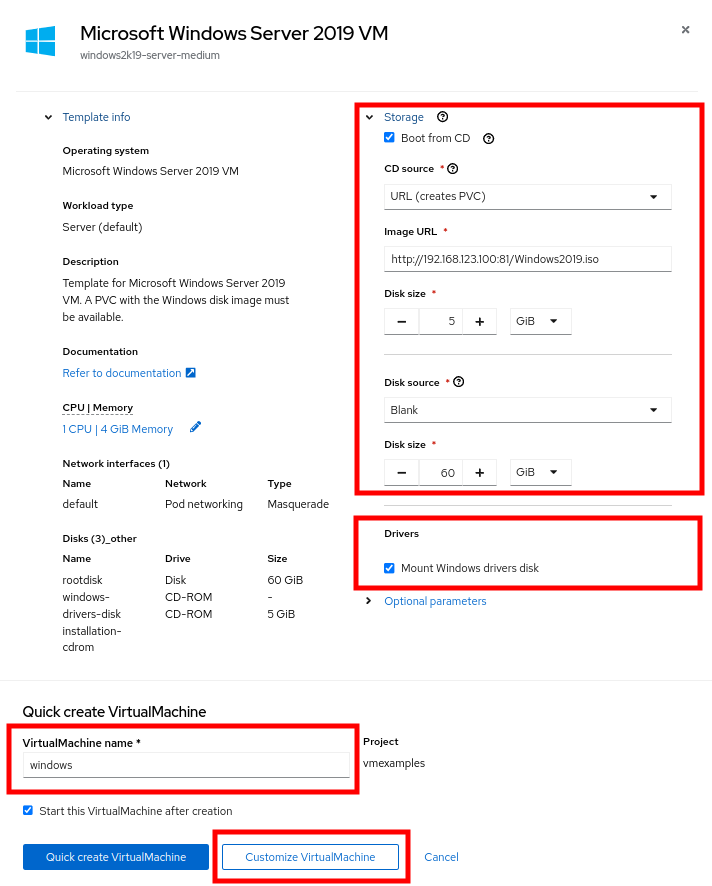 Microsoft Windows Server 2019 VM
windows2k19-server-medium
Template info
Operating system
Microsoft Windows Server 2019 VM
Workload type
Server (default)
Description
Template for Microsoft Windows Server 2019
VM. A PVC with the Windows disk image must
be available.
Documentation
Refer to documentation
CPU | Memory
1 CPU | 4 GiB Memory
Network interfaces (1)
Name Network Type
default Pod networking Masquerade
Disks (3)_other
Name Drive Size
rootdisk Disk 60 GiB
windows- CD-ROM -
drivers-disk CD-ROM 5 GiB
installation-
cdrom
Storage
Boot from CD
CD source *
URL (creates PVC)
Image URL *
http://192.168.123.100:81/Windows2019.iso
Disk size *
5 GiB
Disk source *
Blank
Disk size *
60 GiB
Drivers
Mount Windows drivers disk
Optional parameters
Quick create VirtualMachine
VirtualMachine name *
windows
Project
vmexamples
Start this VirtualMachine after creation
Quick create VirtualMachine Customize VirtualMachine Cancel